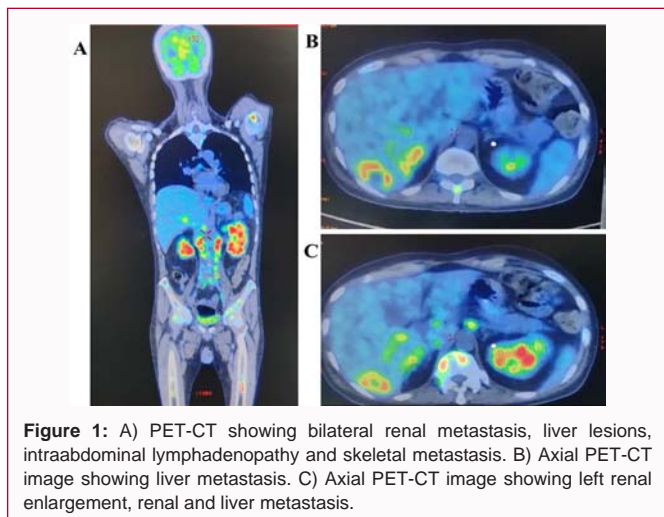 A
B
C
Figure 1: A) PET-CT showing bilateral renal metastasis, liver lesions,
intraabdominal lymphadenopathy and skeletal metastasis. B) Axial PET-CT
image showing liver metastasis. C) Axial PET-CT image showing left renal
enlargement, renal and liver metastasis.